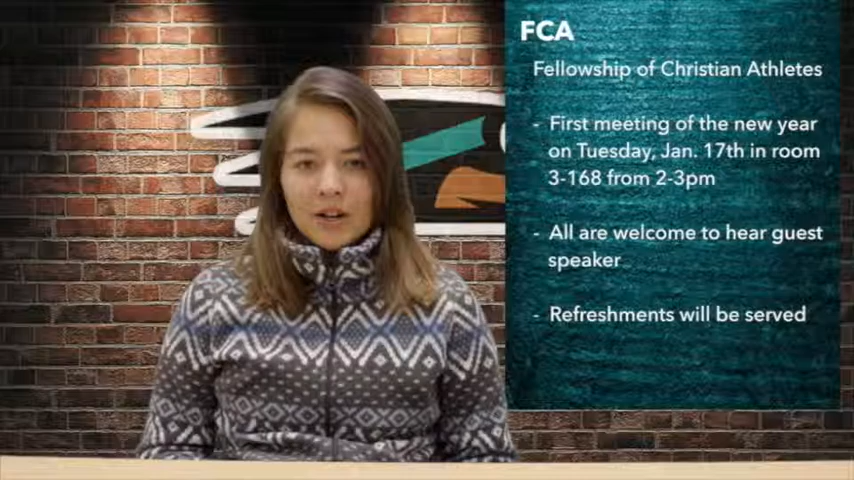 FCA
Fellowship of Christian Athletes
- First meeting of the new year
on Tuesday, Jan. 17th in room
3-168 from 2-3pm
- All are welcome to hear guest
speaker
- Refreshments will be served